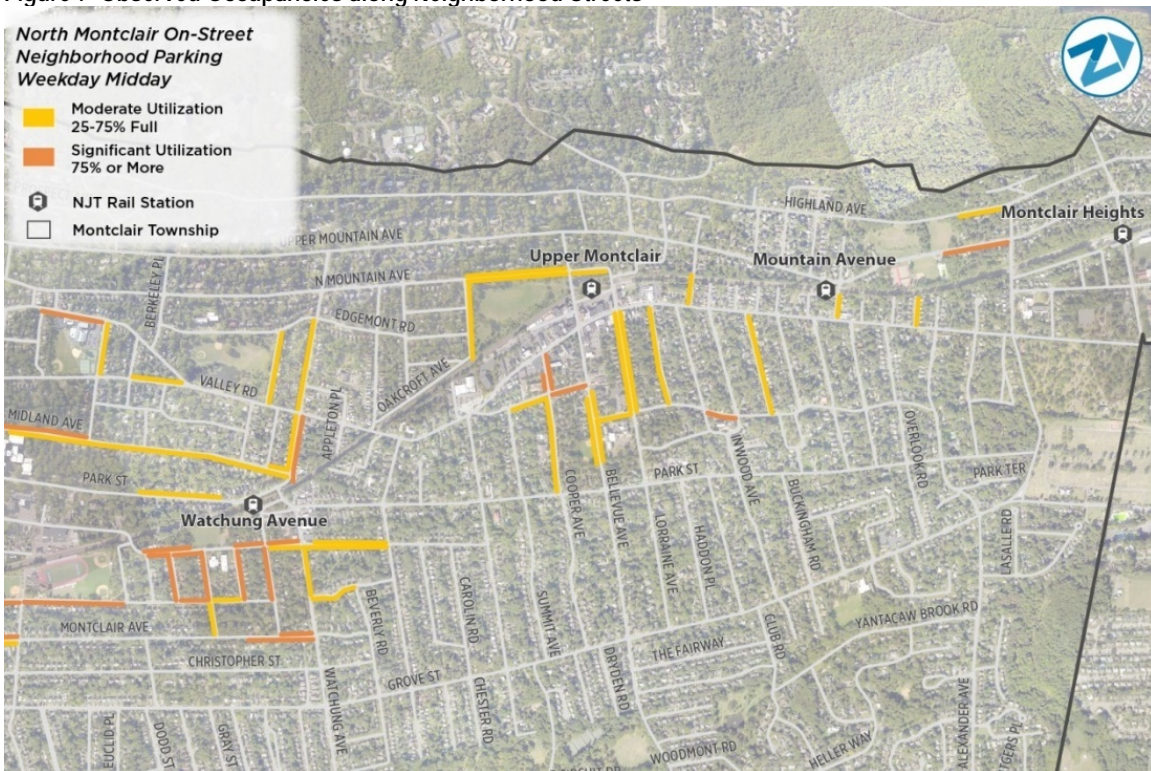 North Montclair On-Street
Neighborhood Parking
Weekday Midday
Moderate Utilization
25-75% Full
Significant Utilization
75% or More
NJT Rail Station
Montclair Township
HIGHLAND AVE
Montclair Heights
UPPER MOUNTAIN AVE
Upper Montclair
Mountain Avenue
N MOUNTAIN AVE
BERKELEY PL
EDGEMONT RD
OAKCROFT AVE
VALLEY RD
APPLETON PL
MIDLAND AVE
PARK ST
Watchung Avenue
COOPER AVE
BELLEVUE AVE
PARK ST
LORRAINE AVE
HADDON PL
INWOOD AVE
BUCKINGHAM RD
OVERLOOK RD
PARK TER
LASALLE RD
MONTCLAIR AVE
CHRISTOPHER ST
WATCHUNG AVE
BEVERLY RD
GROVE ST
CAROLIN RD
CHESTER RD
SUMMIT AVE
DRYDEN RD
THE FAIRWAY
CLUB RD
YANTACAW BROOK RD
EUCLID PL
DODD ST
GRAY ST
WOODMONT RD
HELLER WAY
ALEXANDER AVE